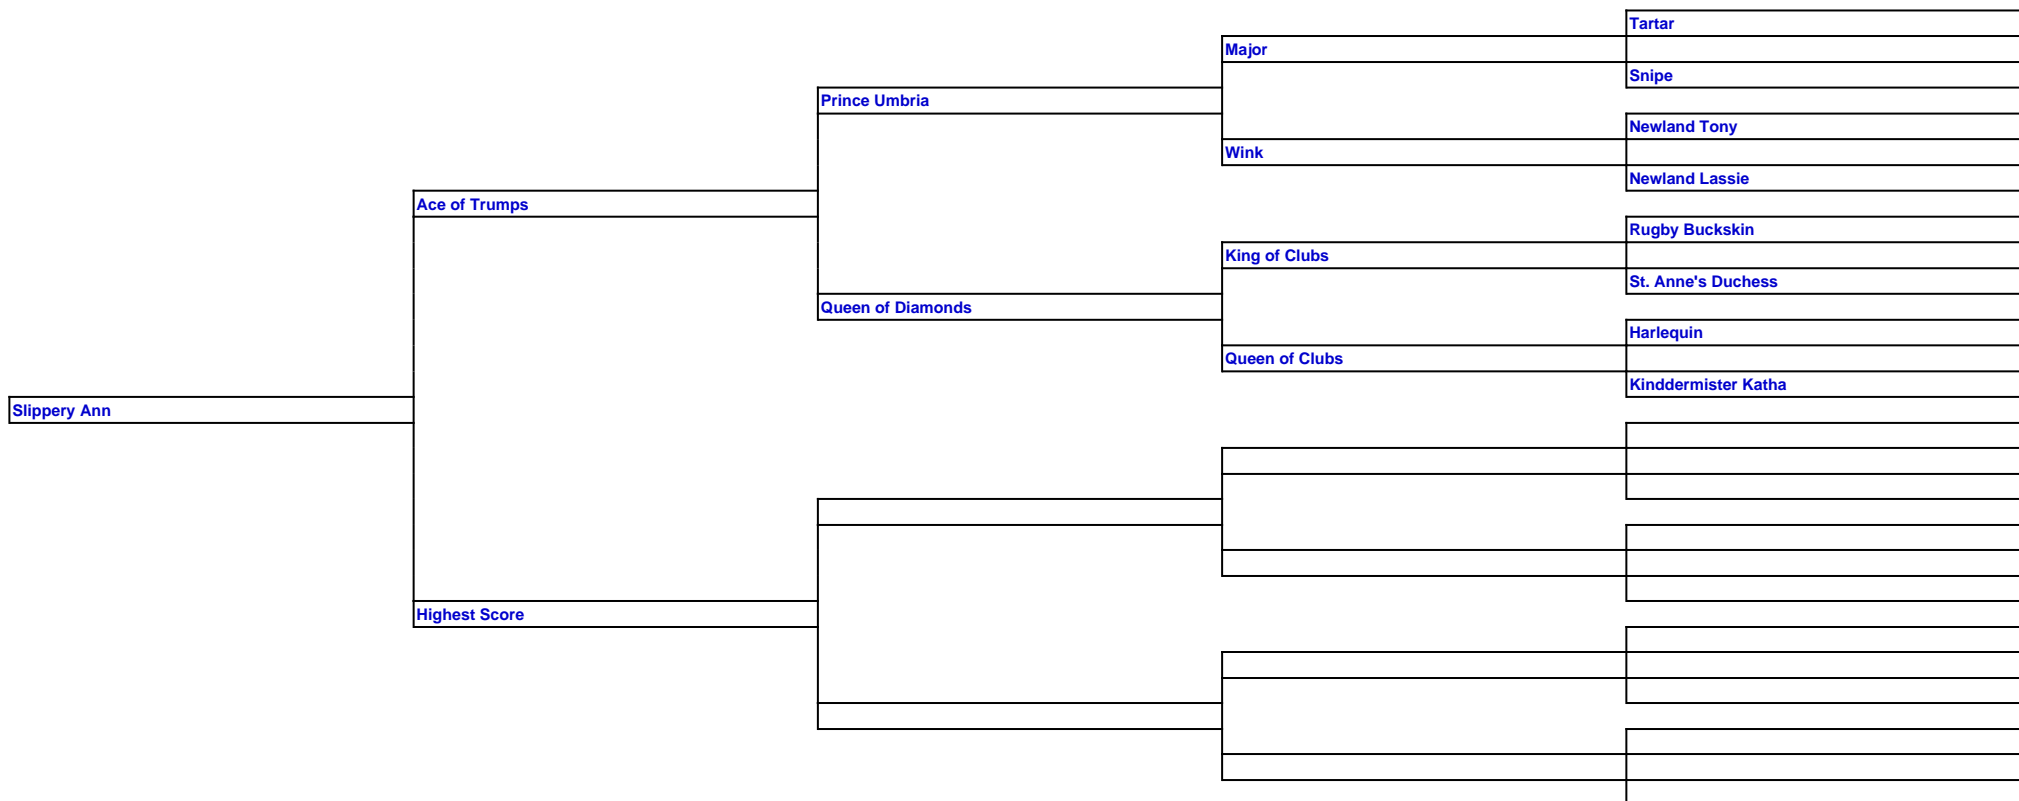 Tartar
Major
Snipe
Prince Umbria
Newland Tony
Wink
Newland Lassie
Ace of Trumps
Rugby Buckskin
King of Clubs
St. Anne's Duchess
Queen of Diamonds
Harlequin
Queen of Clubs
Kinddermister Katha
Slippery Ann
Highest Score